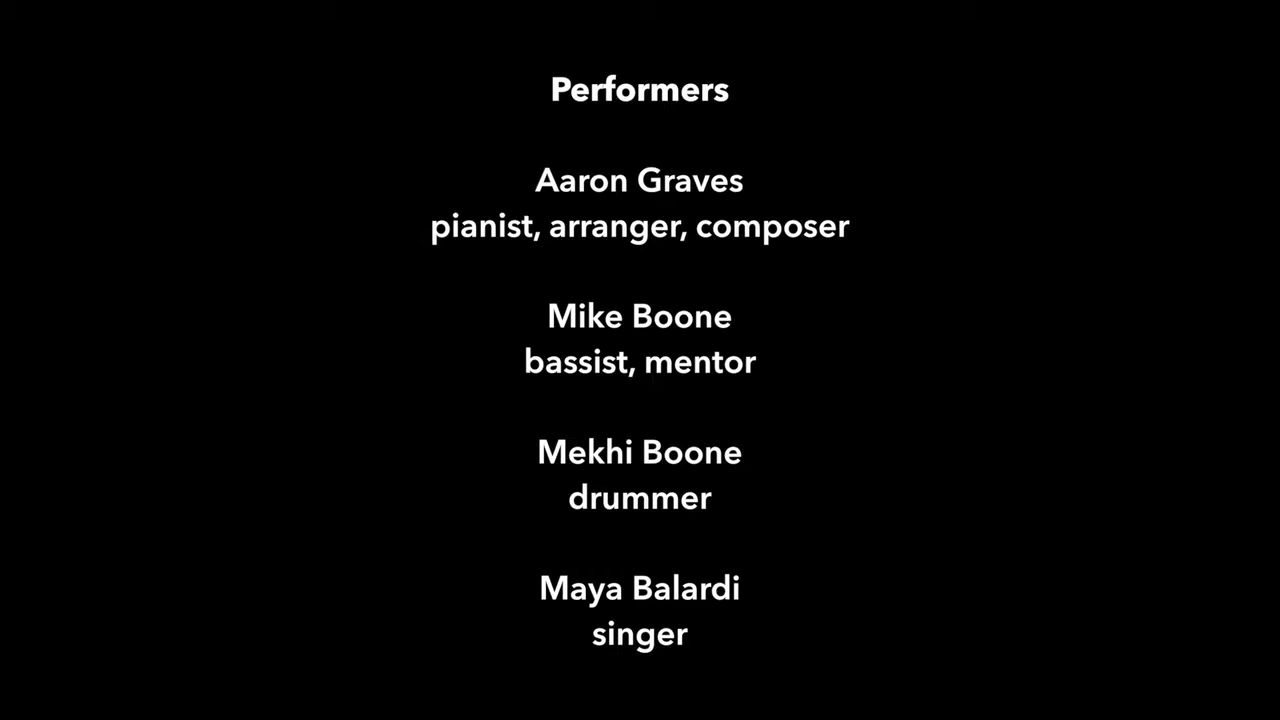 Performers
Aaron Graves
pianist, arranger, composer
Mike Boone
bassist, mentor
Mekhi Boone
drummer
Maya Balardi
singer